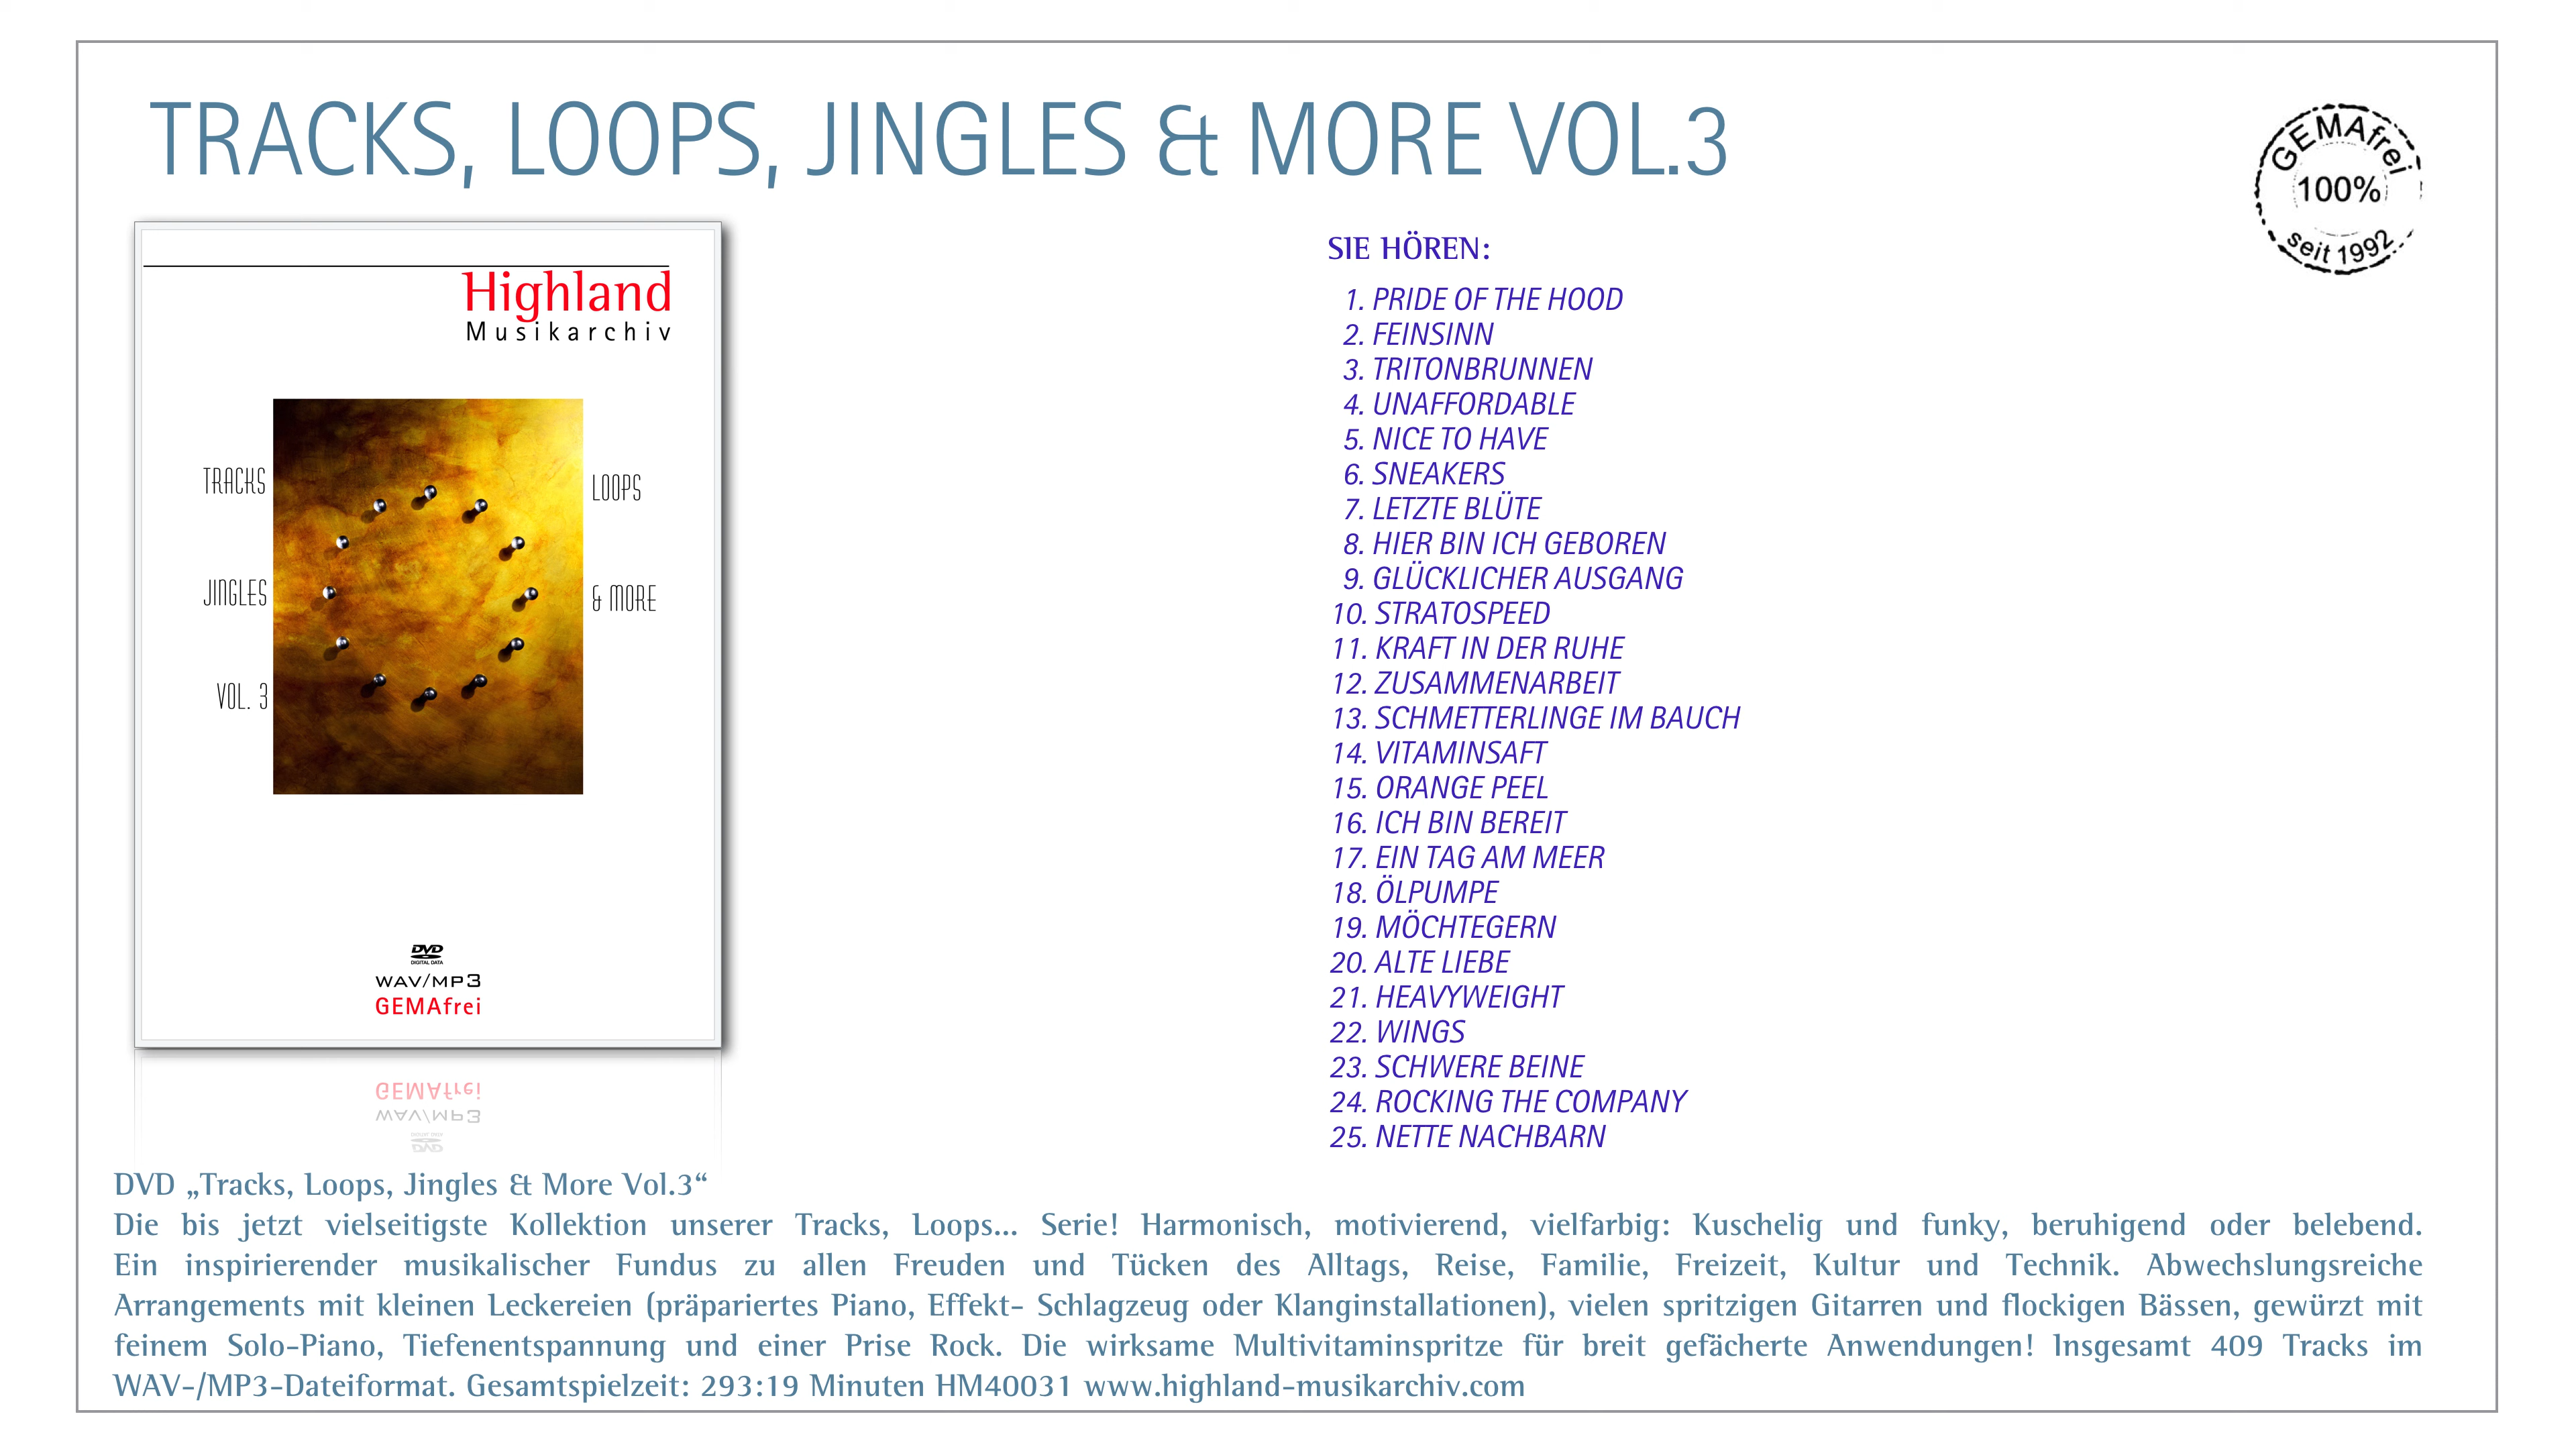 TRACKS, LOOPS, JINGLES & MORE VOL.3
GEMAfrei
100%
seit 1992
Highland
Musikarchiv
TRACKS
LOOPS
JINGLES
& MORE
VOL. 3
DVD
DIGITAL DATA
WAV/MP3
GEMAfrei
SIE HÖREN:
1. PRIDE OF THE HOOD
2. FEINSINN
3. TRITONBRUNNEN
4. UNAFFORDABLE
5. NICE TO HAVE
6. SNEAKERS
7. LETZTE BLÜTE
8. HIER BIN ICH GEBOREN
9. GLÜCKLICHER AUSGANG
10. STRATOSPEED
11. KRAFT IN DER RUHE
12. ZUSAMMENARBEIT
13. SCHMETTERLINGE IM BAUCH
14. VITAMINSAFT
15. ORANGE PEEL
16. ICH BIN BEREIT
17. EIN TAG AM MEER
18. ÖLPUMPE
19. MÖCHTEGERN
20. ALTE LIEBE
21. HEAVYWEIGHT
22. WINGS
23. SCHWERE BEINE
24. ROCKING THE COMPANY
25. NETTE NACHBARN
DVD „Tracks, Loops, Jingles & More Vol.3“
Die bis jetzt vielseitigste Kollektion unserer Tracks, Loops... Serie! Harmonisch, motivierend, vielfarbig: Kuschelig und funky, beruhigend oder belebend.
Ein inspirierender musikalischer Fundus zu allen Freuden und Tücken des Alltags, Reise, Familie, Freizeit, Kultur und Technik. Abwechslungsreiche
Arrangements mit kleinen Leckereien (präpariertes Piano, Effekt- Schlagzeug oder Klanginstallationen), vielen spritzigen Gitarren und flockigen Bässen, gewürzt mit
feinem Solo-Piano, Tiefenentspannung und einer Prise Rock. Die wirksame Multivitaminspritze für breit gefächerte Anwendungen! Insgesamt 409 Tracks im
WAV-/MP3-Dateiformat. Gesamtspielzeit: 293:19 Minuten HM40031 www.highland-musikarchiv.com